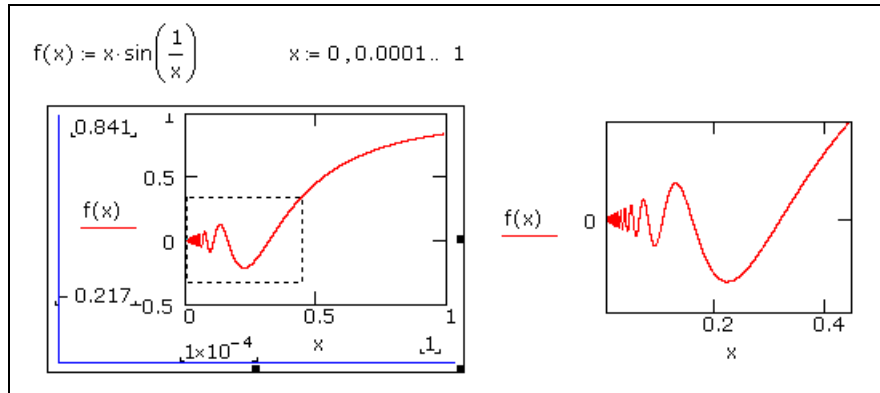 f(x) := x·sin(1/x) x := 0 , 0.0001.. 1
0.841
1
0.5
f(x)
0
- 0.217
-0.5
0 0.5 1
1×10^-4 x 1
f(x) 0
0.2 0.4
x